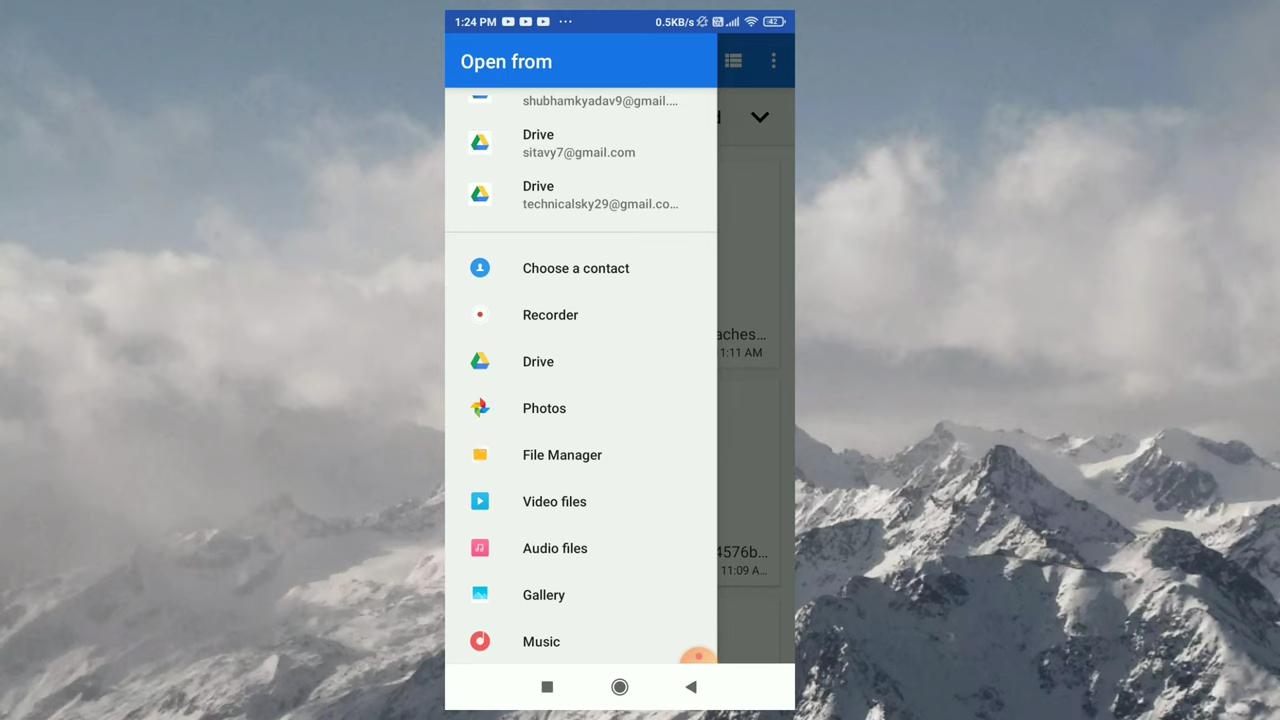 1:24 PM ... 0.5KB/s 42
Open from
shubhamkyadav9@gmail....
Drive
sitavy7@gmail.com
Drive
technicalsky29@gmail.co...
Choose a contact
Recorder
Drive
Photos
aches...
1:11 AM
File Manager
Video files
Audio files
4576b...
11:09 A...
Gallery
Music